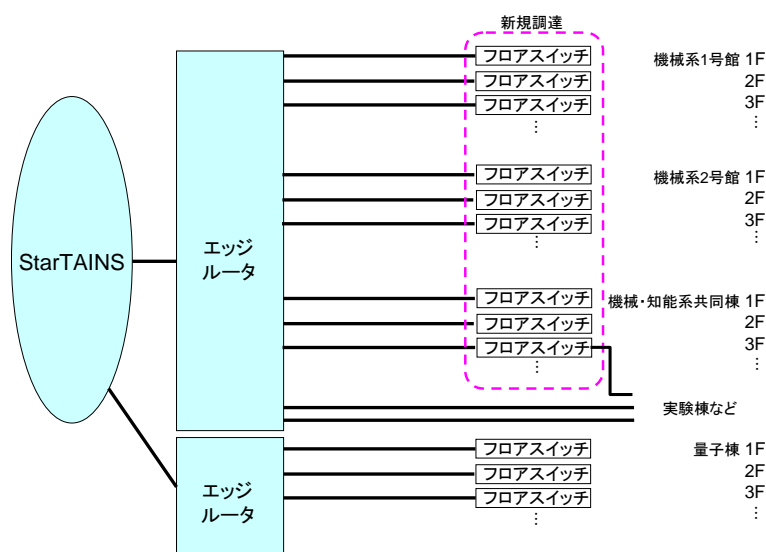 新規調達
フロアスイッチ 機械系1号館 1F
フロアスイッチ 2F
フロアスイッチ 3F
… …
フロアスイッチ 機械系2号館 1F
フロアスイッチ 2F
フロアスイッチ 3F
… …
StarTAINS
エッジ
ルータ
フロアスイッチ 機械・知能系共同棟 1F
フロアスイッチ 2F
フロアスイッチ 3F
… …
実験棟など
フロアスイッチ 量子棟 1F
フロアスイッチ 2F
フロアスイッチ 3F
… …
エッジ
ルータ